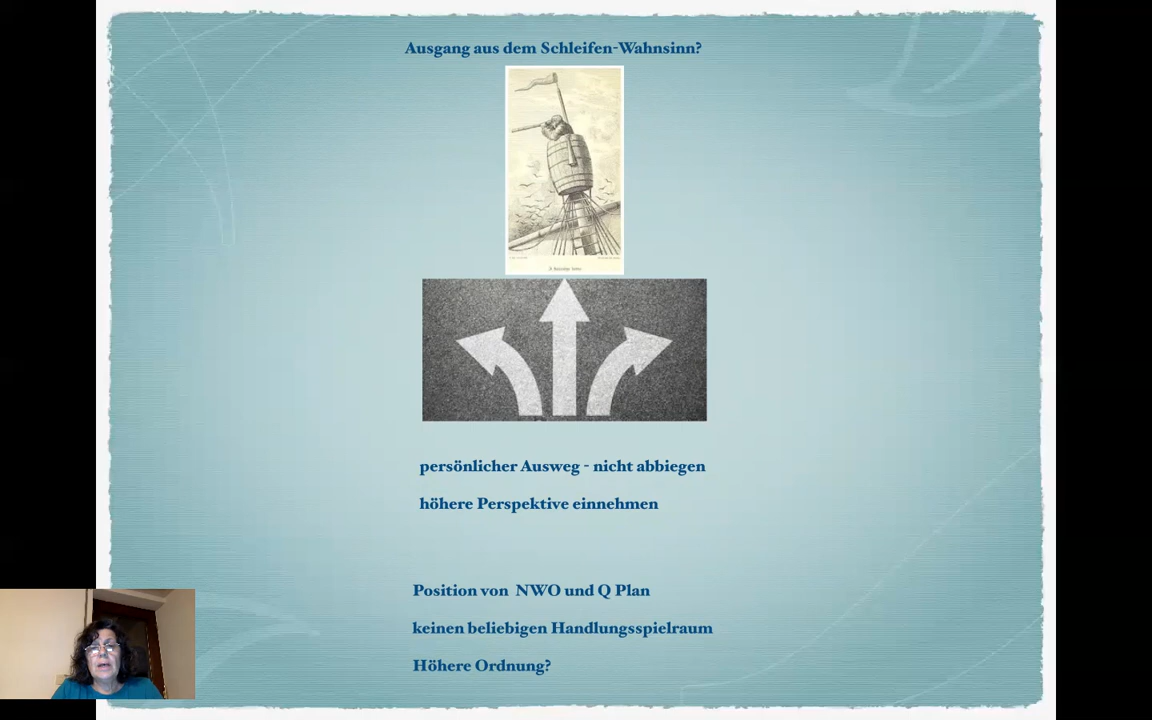 Ausgang aus dem Schleifen-Wahnsinn?
persönlicher Ausweg - nicht abbiegen
höhere Perspektive einnehmen
Position von NWO und Q Plan
keinen beliebigen Handlungsspielraum
Höhere Ordnung?